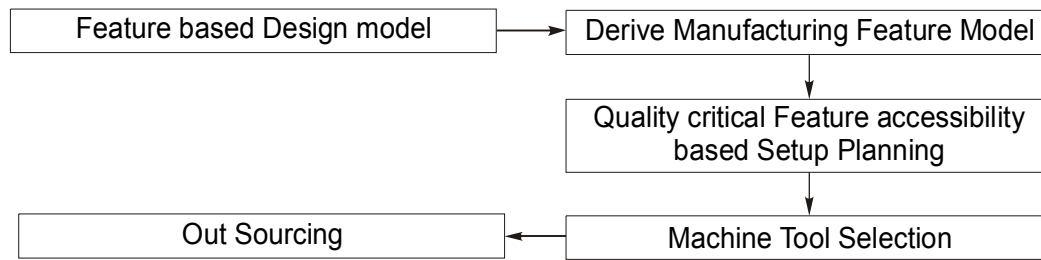 Feature based Design model
Derive Manufacturing Feature Model
Quality critical Feature accessibility
based Setup Planning
Machine Tool Selection
Out Sourcing